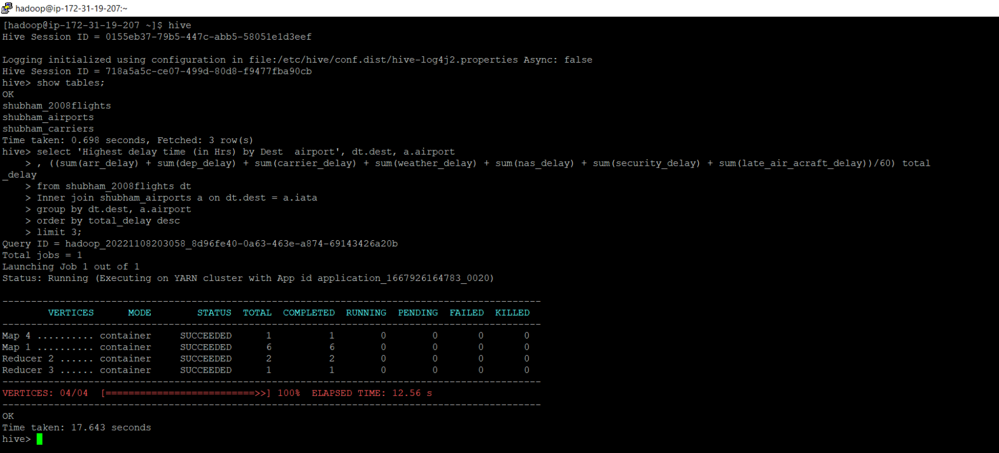 hadoop@ip-172-31-19-207:~
[hadoop@ip-172-31-19-207 ~]$ hive
Hive Session ID = 0155eb37-79b5-447c-abb5-58051e1d3eef
Logging initialized using configuration in file:/etc/hive/conf.dist/hive-log4j2.properties Async: false
Hive Session ID = 718a5a5c-ce07-499d-80d8-f9477fba90cb
hive> show tables;
OK
shubham_2008flights
shubham_airports
shubham_carriers
Time taken: 0.698 seconds, Fetched: 3 row(s)
hive> select 'Highest delay time (in Hrs) by Dest  airport', dt.dest, a.airport
    > , ((sum(arr_delay) + sum(dep_delay) + sum(carrier_delay) + sum(weather_delay) + sum(nas_delay) + sum(security_delay) + sum(late_air_acraft_delay))/60) total
_delay
    > from shubham_2008flights dt
    > Inner join shubham_airports a on dt.dest = a.iata
    > group by dt.dest, a.airport
    > order by total_delay desc
    > limit 3;
Query ID = hadoop_20221108203058_8d96fe40-0a63-463e-a874-69143426a20b
Total jobs = 1
Launching Job 1 out of 1
Status: Running (Executing on YARN cluster with App id application_1667926164783_0020)
----------------------------------------------------------------------------------------------
        VERTICES      MODE        STATUS  TOTAL  COMPLETED  RUNNING  PENDING  FAILED  KILLED
----------------------------------------------------------------------------------------------
Map 4 .......... container     SUCCEEDED      1          1        0        0       0       0
Map 1 .......... container     SUCCEEDED      6          6        0        0       0       0
Reducer 2 ...... container     SUCCEEDED      2          2        0        0       0       0
Reducer 3 ...... container     SUCCEEDED      1          1        0        0       0       0
----------------------------------------------------------------------------------------------
VERTICES: 04/04  [==========================>>] 100%  ELAPSED TIME: 12.56 s
----------------------------------------------------------------------------------------------
OK
Time taken: 17.643 seconds
hive>